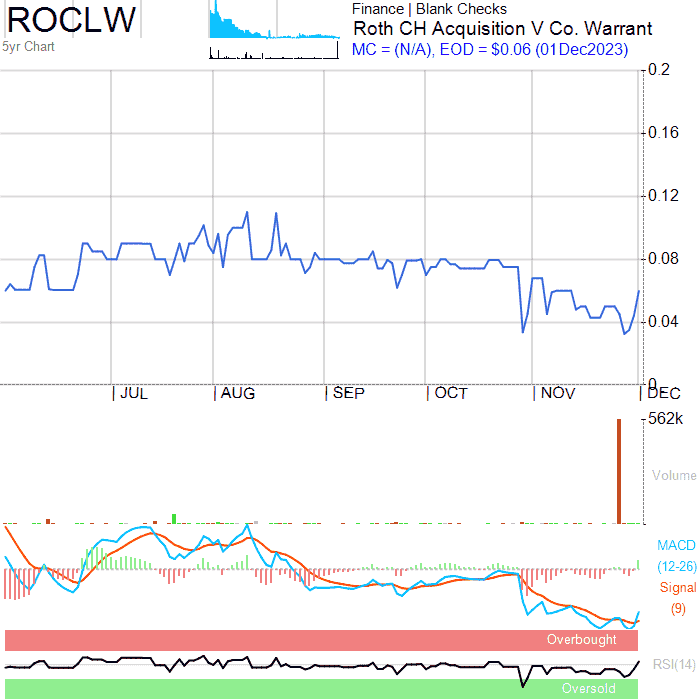 ROCLW
5yr Chart
Finance | Blank Checks
Roth CH Acquisition V Co. Warrant
MC = (N/A), EOD = $0.06 (01Dec2023)
0.2
0.16
0.12
0.08
0.04
0
JUL AUG SEP OCT NOV DEC
562k
Volume
MACD
(12-26)
Signal
(9)
Overbought
RSI(14)
Oversold